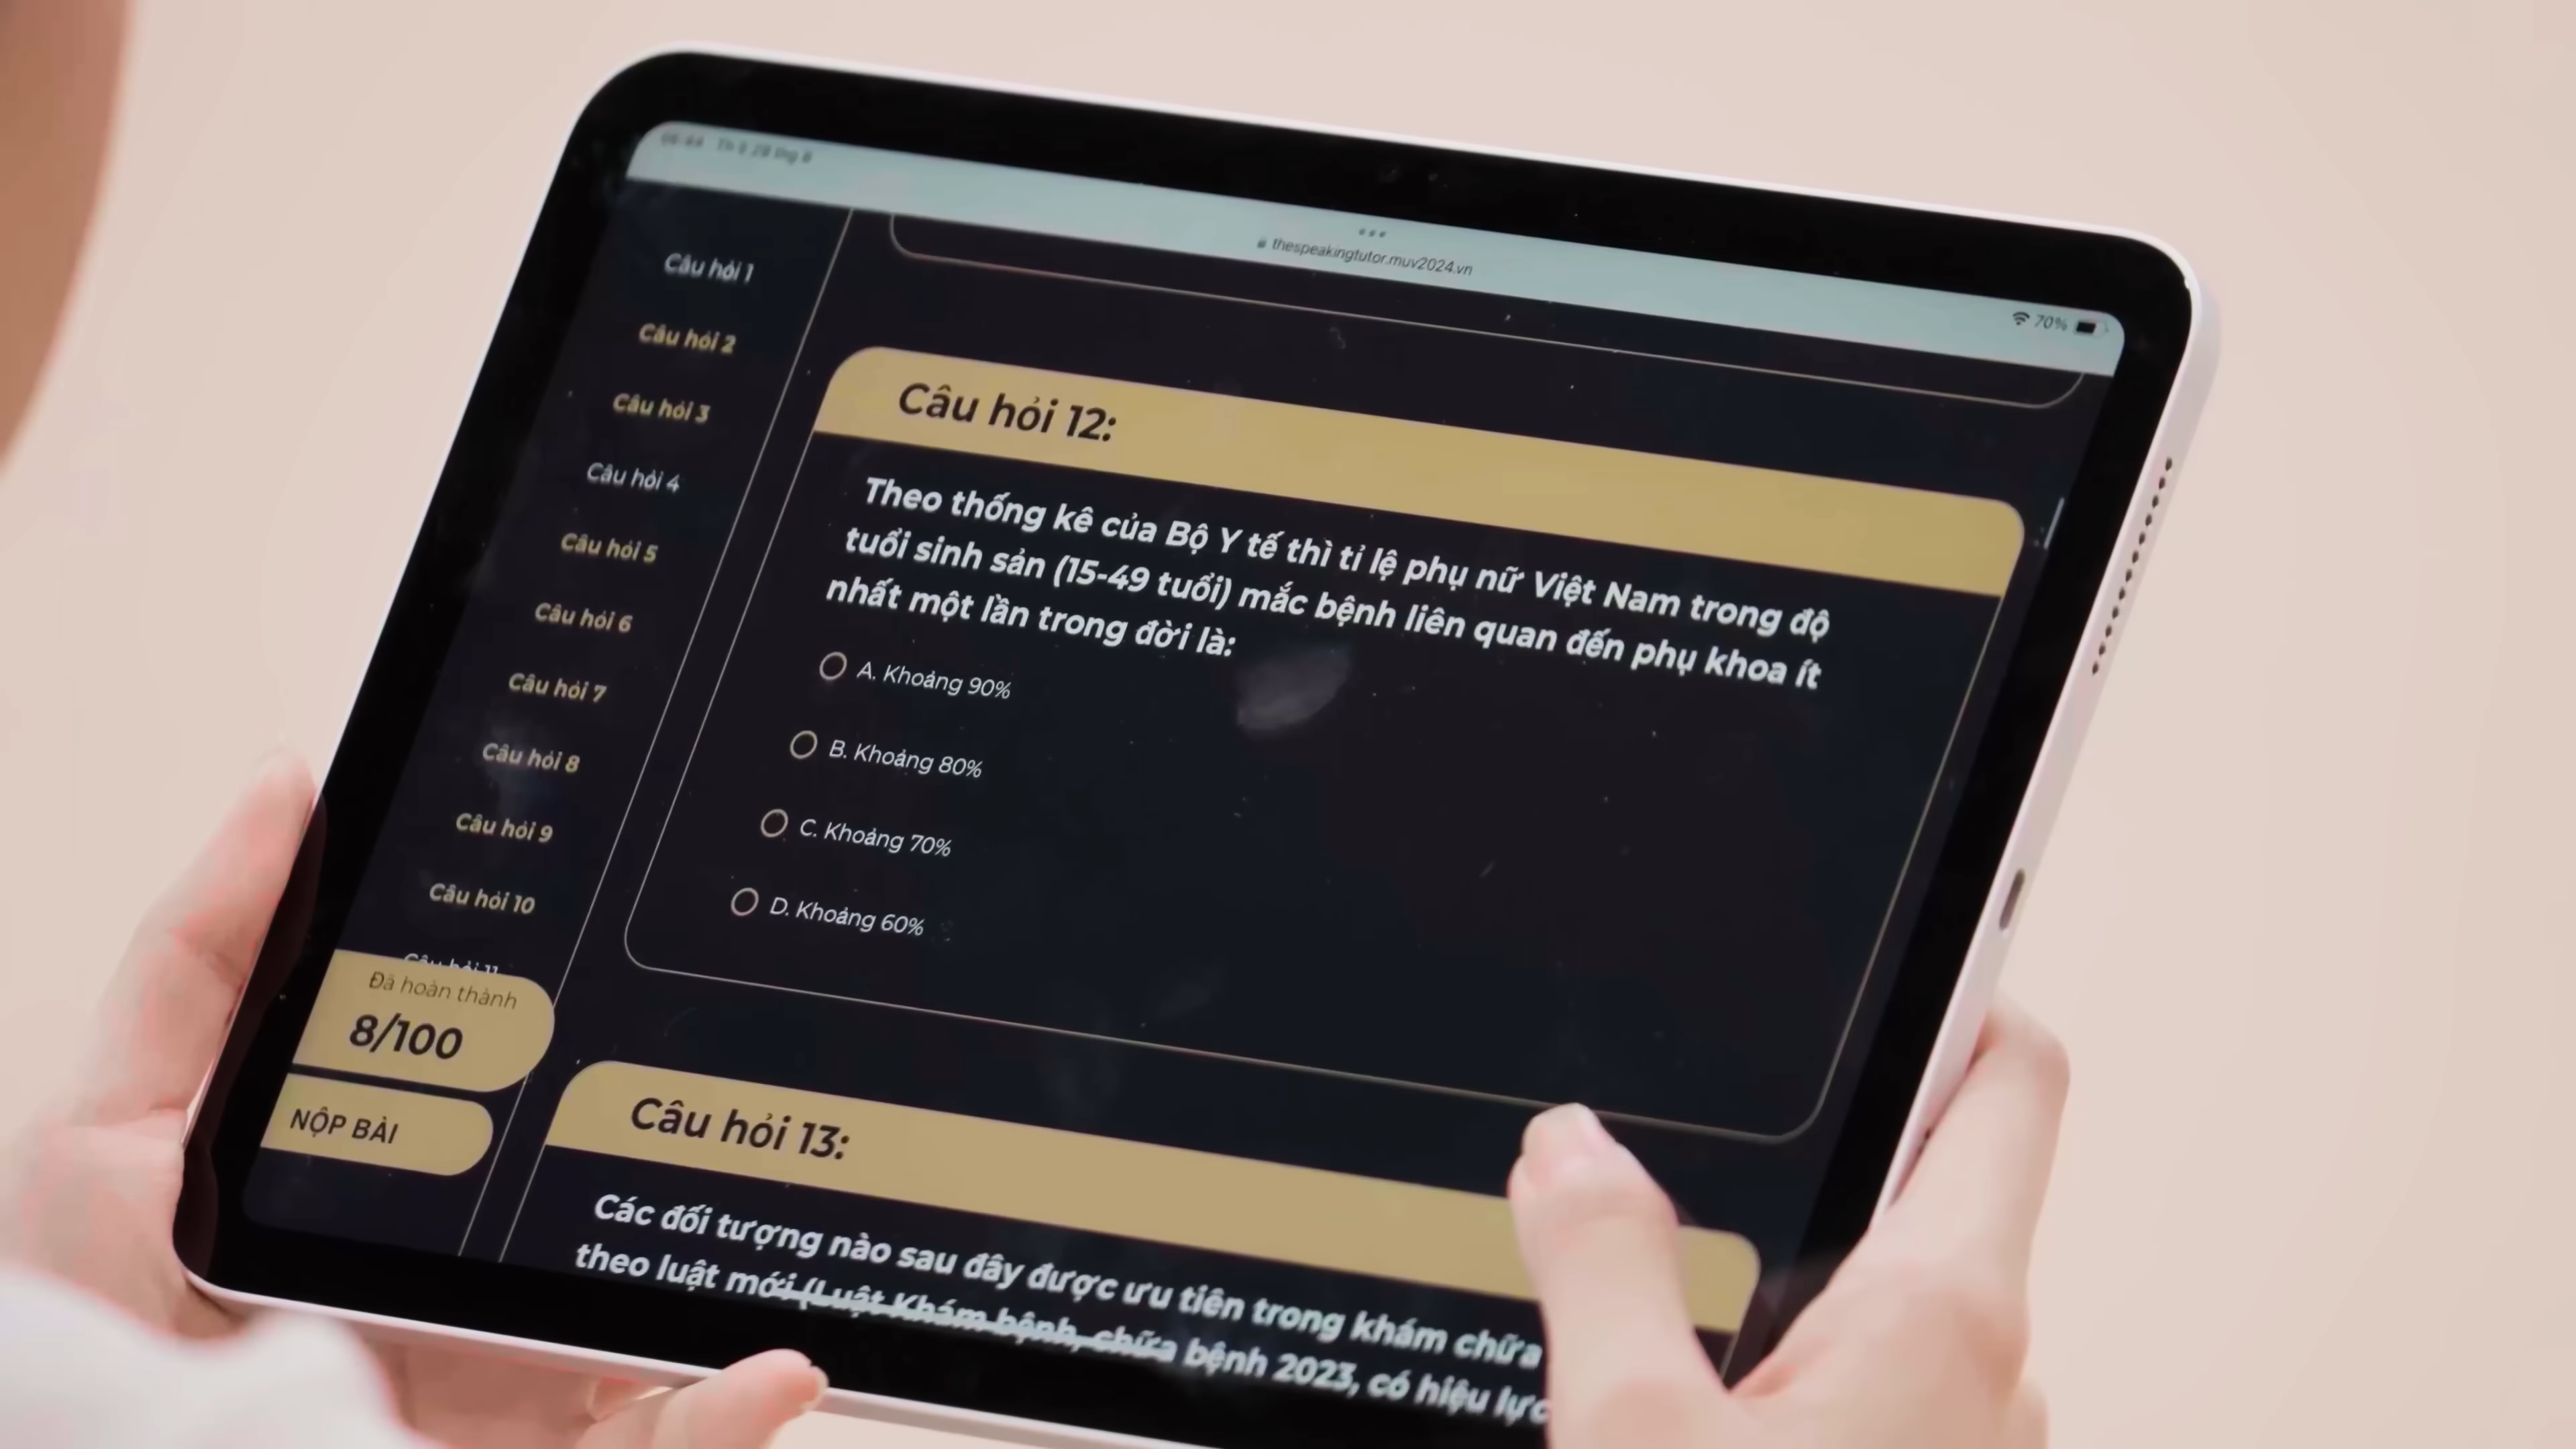 thespeakingtutor.muv2024.vn
70%
Câu hỏi 1
Câu hỏi 2
Câu hỏi 3
Câu hỏi 4
Câu hỏi 5
Câu hỏi 6
Câu hỏi 7
Câu hỏi 8
Câu hỏi 9
Câu hỏi 10
Câu hỏi 11
Đã hoàn thành
8/100
NỘP BÀI
Câu hỏi 12:
Theo thống kê của Bộ Y tế thì tỉ lệ phụ nữ Việt Nam trong độ
tuổi sinh sản (15-49 tuổi) mắc bệnh liên quan đến phụ khoa ít
nhất một lần trong đời là:
A. Khoảng 90%
B. Khoảng 80%
C. Khoảng 70%
D. Khoảng 60%
Câu hỏi 13:
Các đối tượng nào sau đây được ưu tiên trong khám chữa
theo luật mới (Luật Khám bệnh, chữa bệnh 2023, có hiệu lực